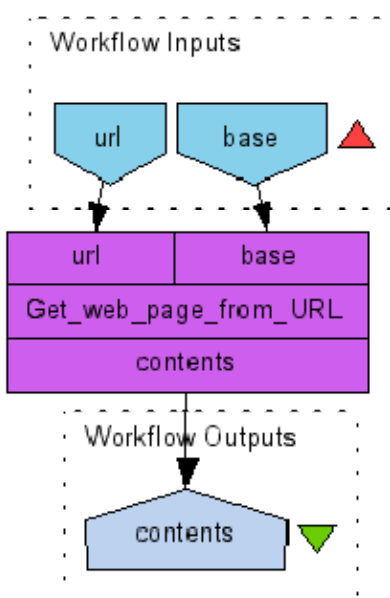 Workflow Inputs
url base
url base
Get_web_page_from_URL
contents
Workflow Outputs
contents